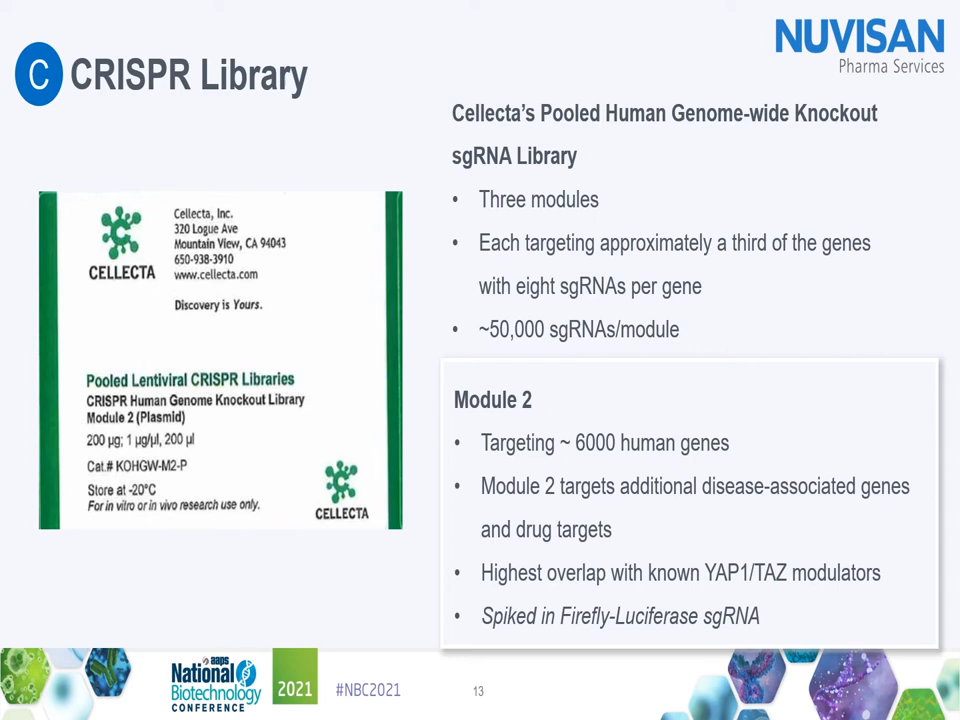 NUVISAN
Pharma Services
C CRISPR Library
Cellecta’s Pooled Human Genome-wide Knockout
sgRNA Library
• Three modules
• Each targeting approximately a third of the genes
with eight sgRNAs per gene
• ~50,000 sgRNAs/module
CELLECTA
Cellecta, Inc.
320 Logue Ave
Mountain View, CA 94043
650-938-3910
www.cellecta.com
Discovery is Yours.
Pooled Lentiviral CRISPR Libraries
CRISPR Human Genome Knockout Library
Module 2 (Plasmid)
200 µg; 1 µg/µl, 200 µl
Cat.# KOHGW-M2-P
Store at -20°C
For in vitro or in vivo research use only.
CELLECTA
Module 2
• Targeting ~ 6000 human genes
• Module 2 targets additional disease-associated genes
and drug targets
• Highest overlap with known YAP1/TAZ modulators
• Spiked in Firefly-Luciferase sgRNA
aaps
National
Biotechnology
CONFERENCE
2021
#NBC2021
13